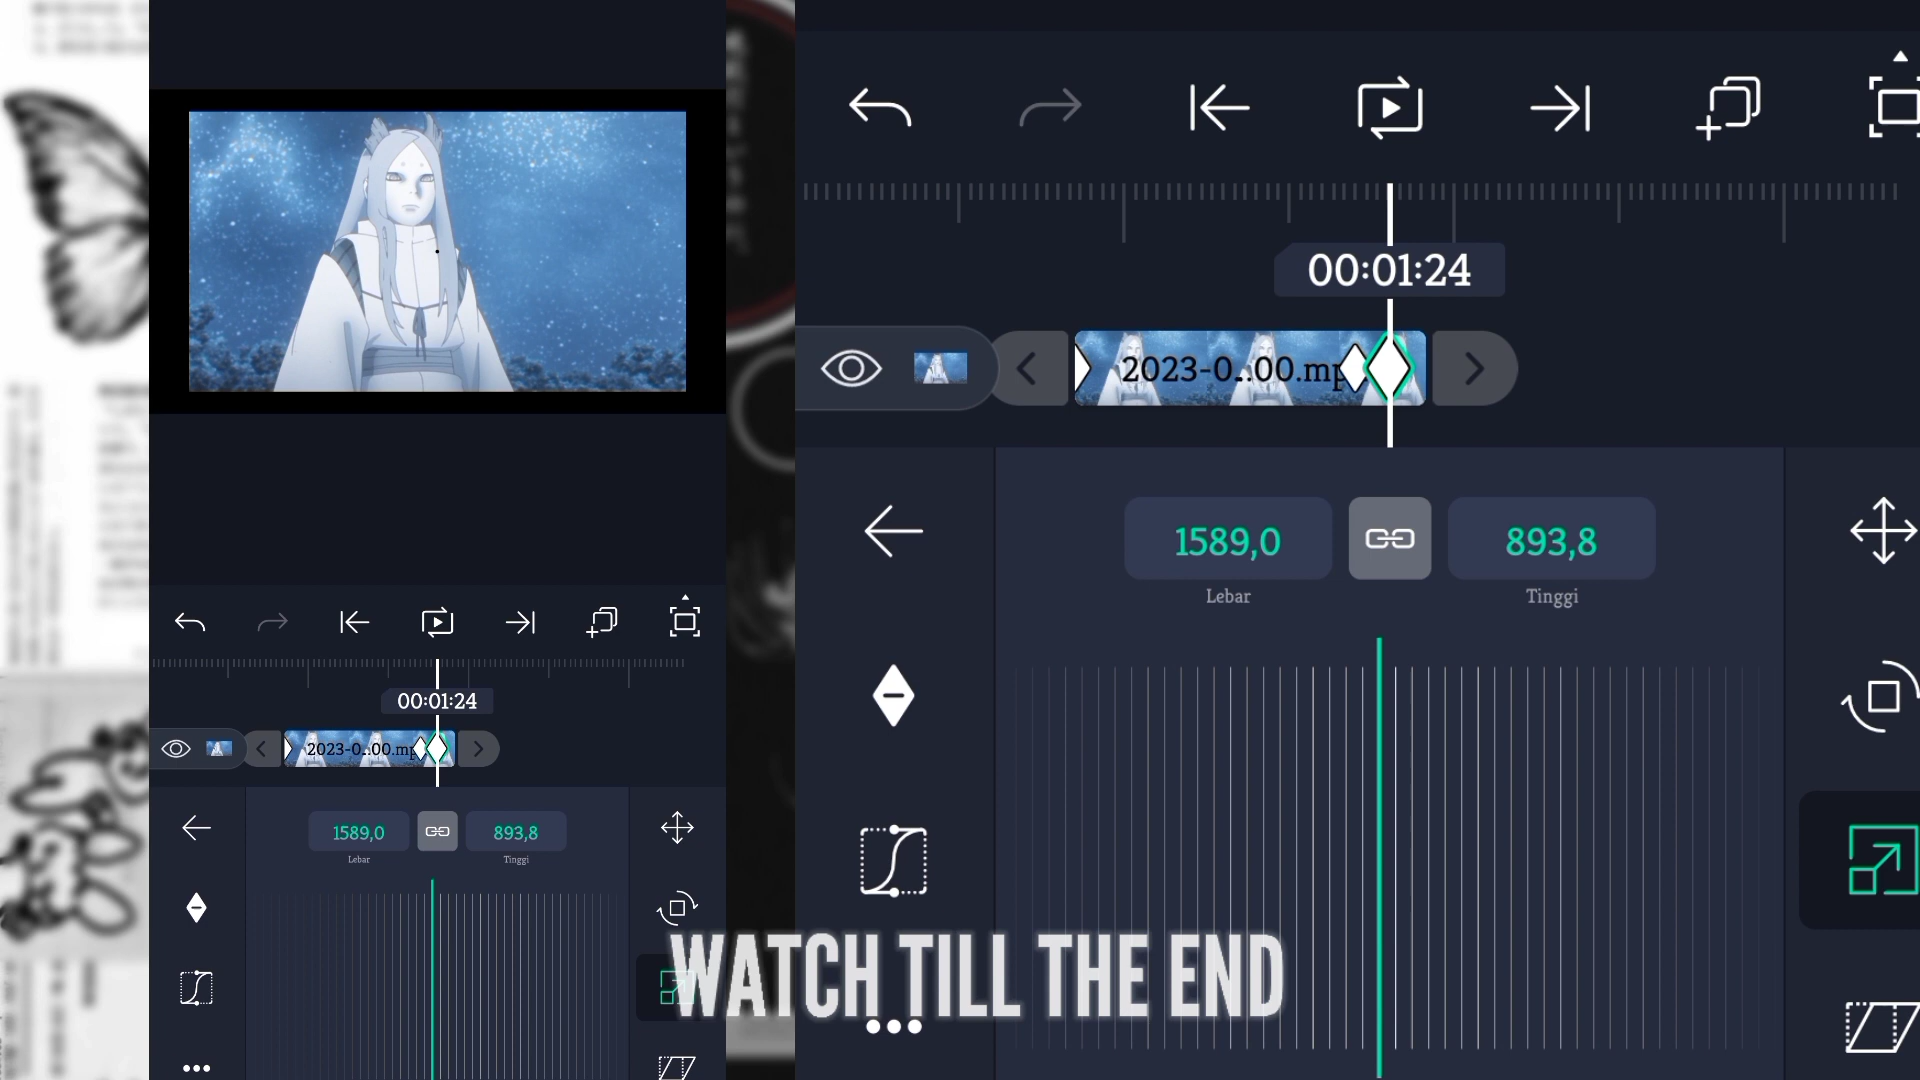 00:01:24
2023-0..00.mp
1589,0
893,8
Lebar
Tinggi
00:01:24
2023-0..00.mp
1589,0
893,8
Lebar
Tinggi
WATCH TILL THE END